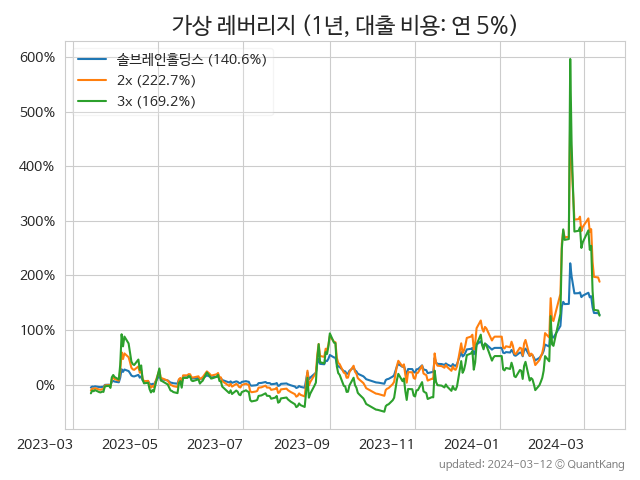 가상 레버리지 (1년, 대출 비용: 연 5%)
600%
500%
400%
300%
200%
100%
0%
솔브레인홀딩스 (140.6%)
2x (222.7%)
3x (169.2%)
2023-03 2023-05 2023-07 2023-09 2023-11 2024-01 2024-03
updated: 2024-03-12 © QuantKang